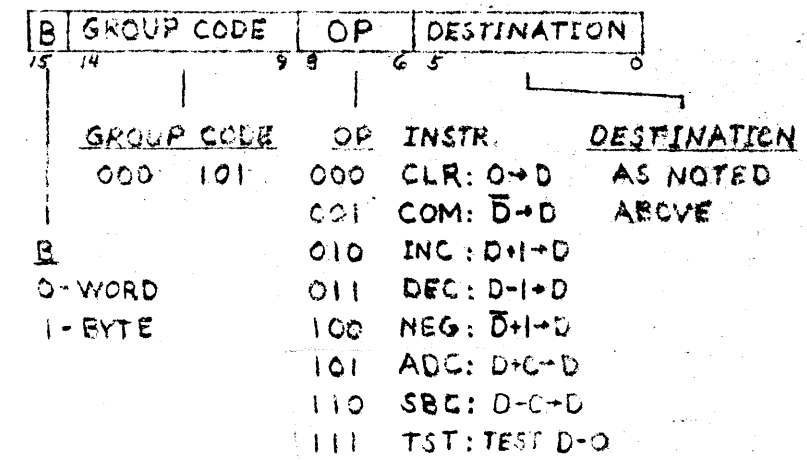 B GROUP CODE OP DESTINATION
15 14 9 8 6 5 0
GROUP CODE OP INSTR. DESTINATION
000 101 000 CLR: 0→D AS NOTED
001 COM: D̅→D ABOVE
B 010 INC: D+1→D
0-WORD 011 DEC: D-1→D
1-BYTE 100 NEG: D̅+1→D
101 ADC: D+C→D
110 SBC: D-C→D
111 TST: TEST D-0